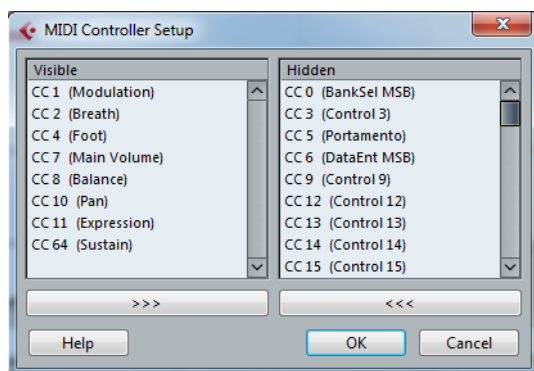 MIDI Controller Setup
Visible
CC 1 (Modulation)
CC 2 (Breath)
CC 4 (Foot)
CC 7 (Main Volume)
CC 8 (Balance)
CC 10 (Pan)
CC 11 (Expression)
CC 64 (Sustain)
>>>
Hidden
CC 0 (BankSel MSB)
CC 3 (Control 3)
CC 5 (Portamento)
CC 6 (DataEnt MSB)
CC 9 (Control 9)
CC 12 (Control 12)
CC 13 (Control 13)
CC 14 (Control 14)
CC 15 (Control 15)
<<<
Help
OK
Cancel